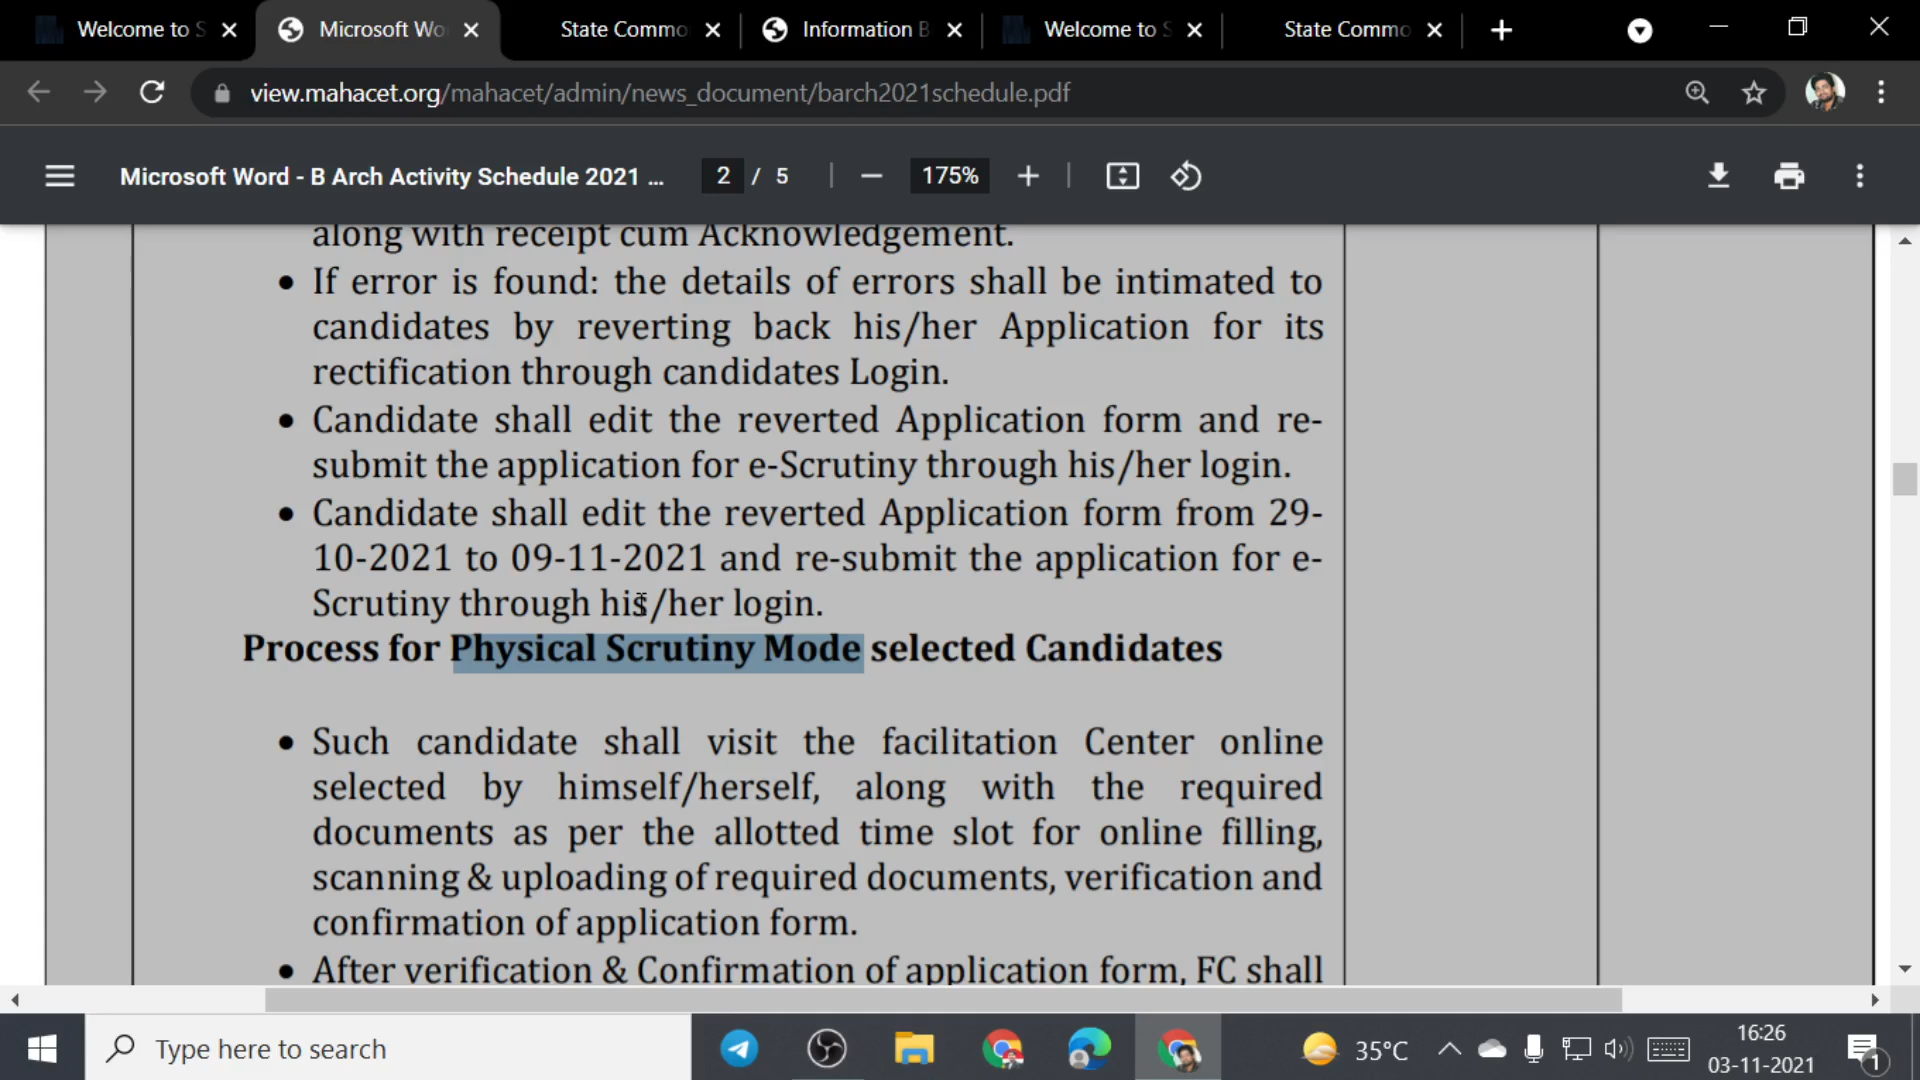 Welcome to S
Microsoft Wo
State Commo
Information B
Welcome to S
State Commo
view.mahacet.org/mahacet/admin/news_document/barch2021schedule.pdf
Microsoft Word - B Arch Activity Schedule 2021 ...
2 / 5
175%
along with receipt cum Acknowledgement.
• If error is found: the details of errors shall be intimated to
candidates by reverting back his/her Application for its
rectification through candidates Login.
• Candidate shall edit the reverted Application form and re-
submit the application for e-Scrutiny through his/her login.
• Candidate shall edit the reverted Application form from 29-
10-2021 to 09-11-2021 and re-submit the application for e-
Scrutiny through his/her login.
Process for Physical Scrutiny Mode selected Candidates
• Such candidate shall visit the facilitation Center online
selected by himself/herself, along with the required
documents as per the allotted time slot for online filling,
scanning & uploading of required documents, verification and
confirmation of application form.
• After verification & Confirmation of application form, FC shall
Type here to search
35°C
16:26
03-11-2021
1